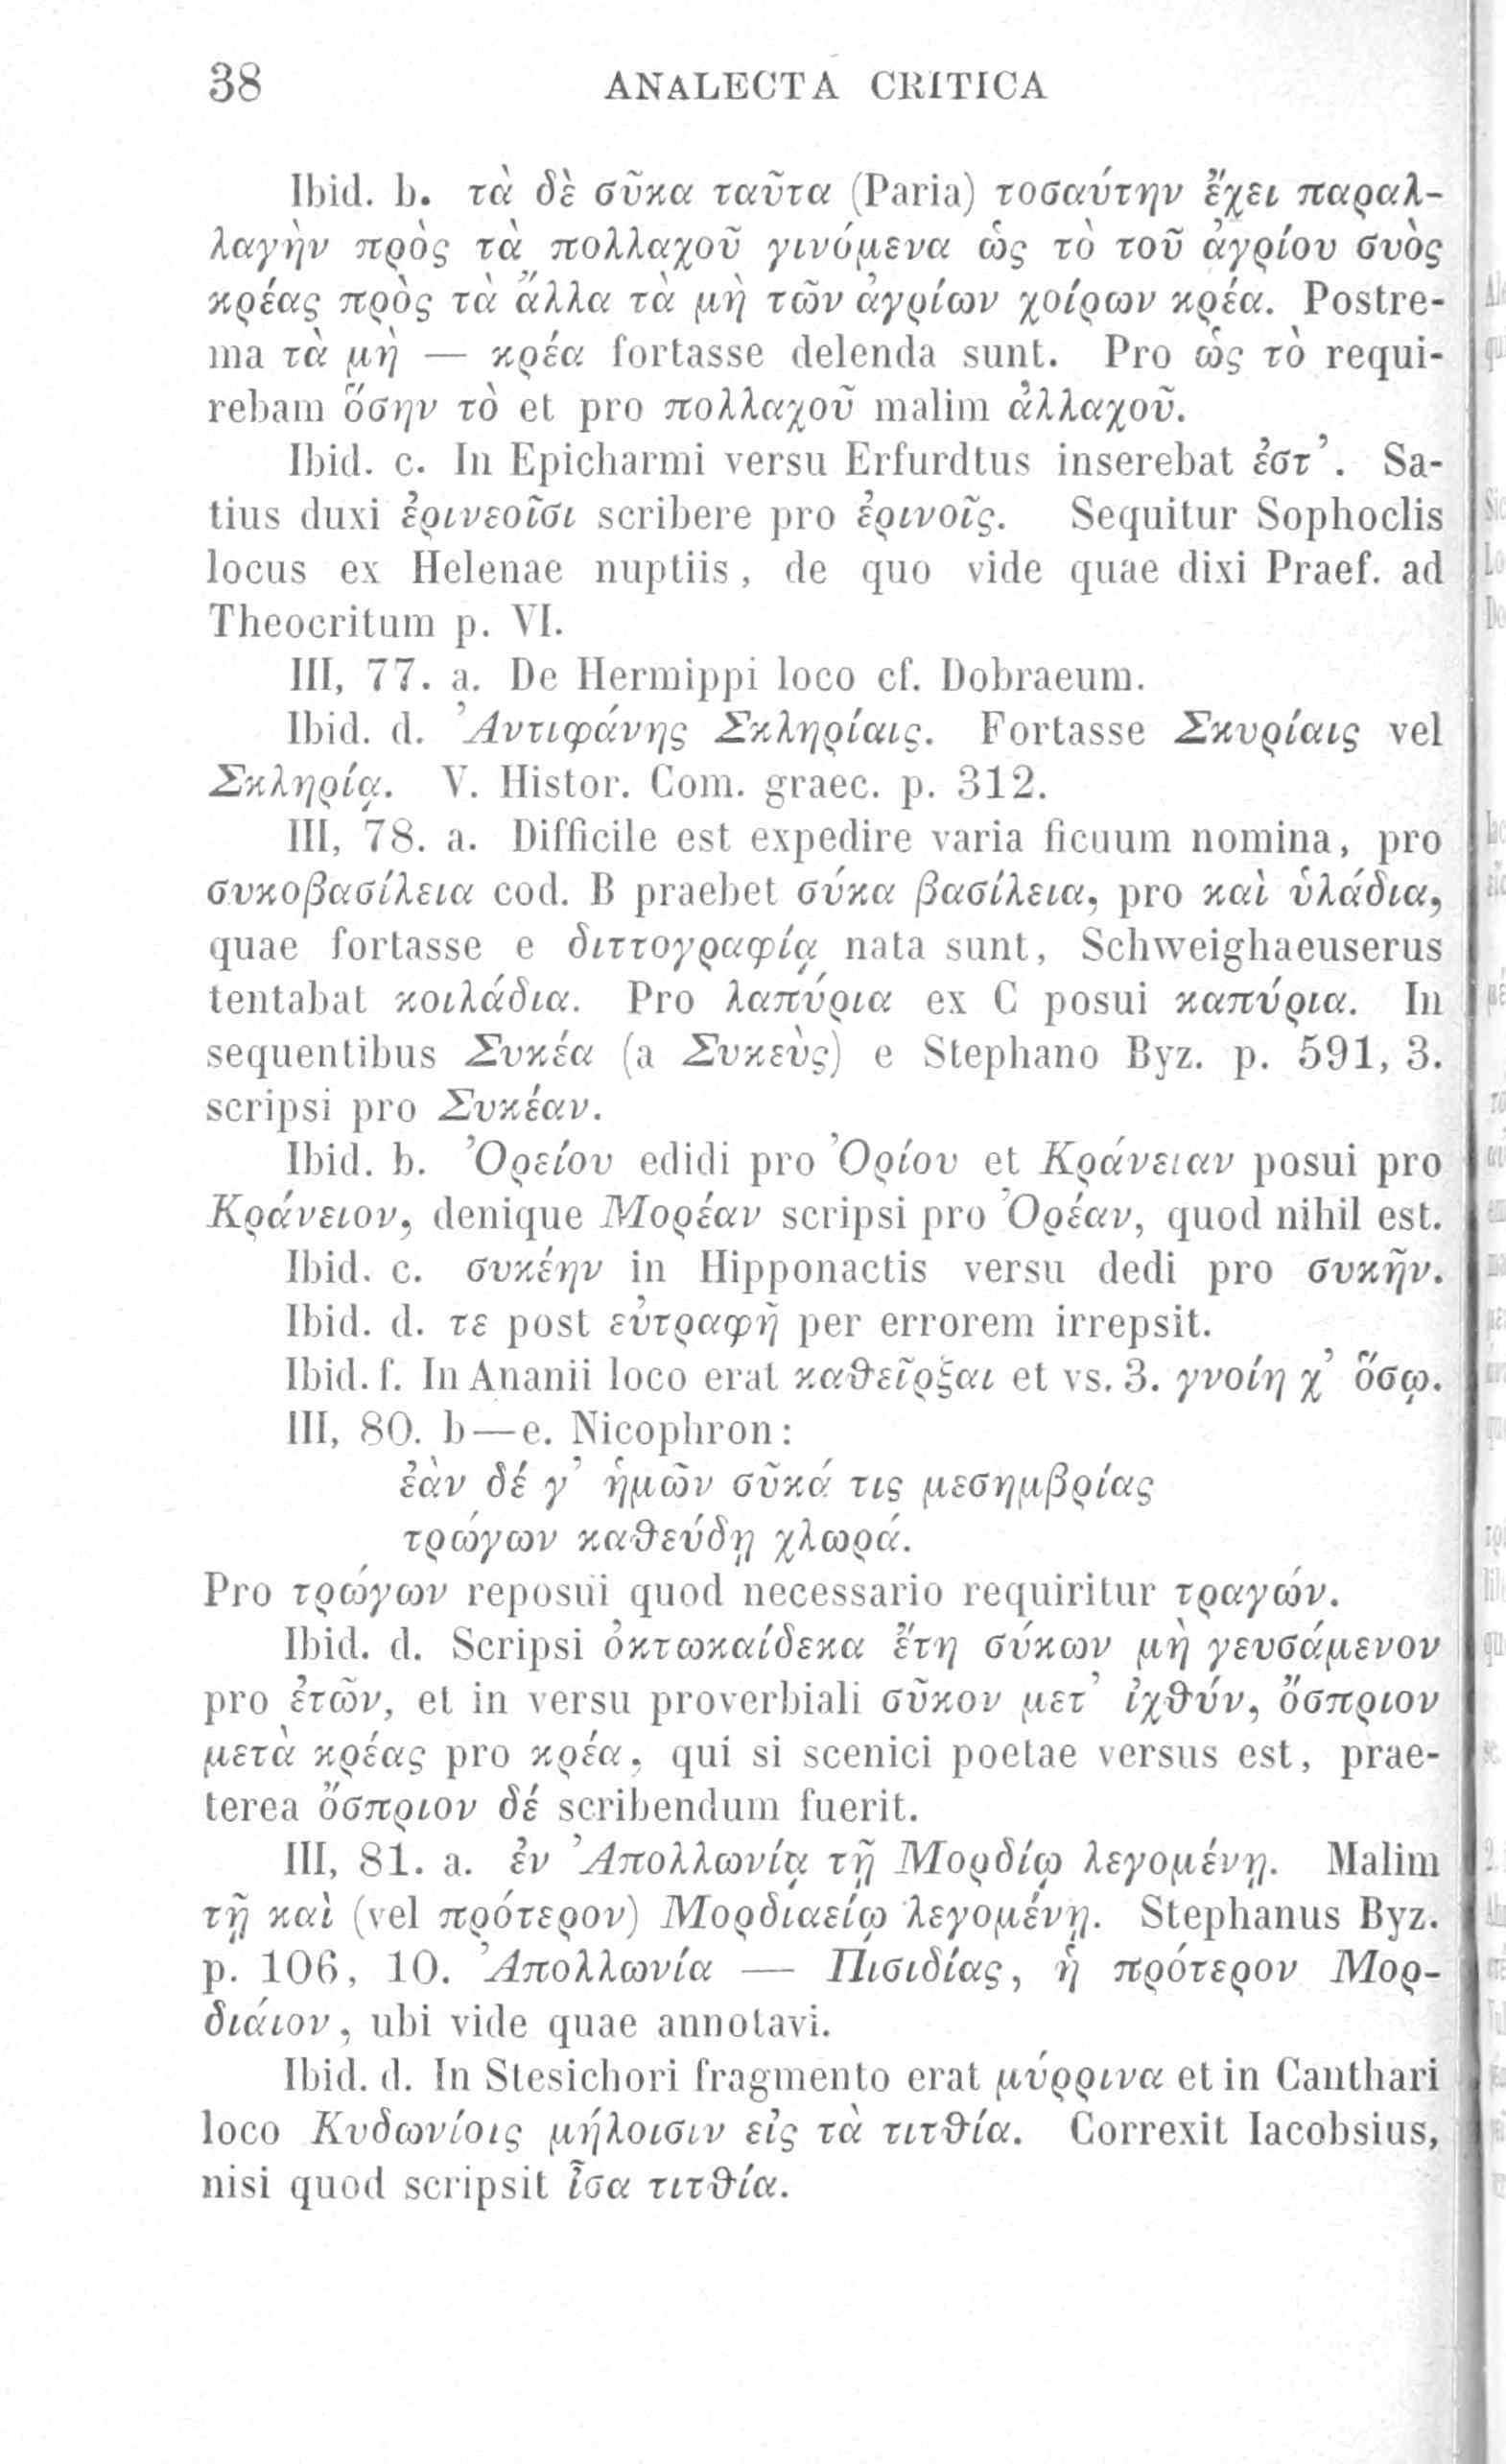 38 ANALECTA CRITICA
Ibid. b. τὰ δὲ σῦκα ταῦτα (Paria) τοσαύτην ἔχει παραλ-
λαγὴν πρὸς τὰ πολλαχοῦ γινόμενα ὡς τὸ τοῦ ἀγρίου συὸς
κρέας πρὸς τὰ ἄλλα τὰ μὴ τῶν ἀγρίων χοίρων κρέα. Postre-
ma τὰ μὴ — κρέα fortasse delenda sunt. Pro ὡς τὸ requi-
rebam ὅσην τὸ et pro πολλαχοῦ malim ἀλλαχοῦ.
Ibid. c. In Epicharmi versu Erfurdtus inserebat ἐστ᾽. Sa-
tius duxi ἐρινεοῖσι scribere pro ἐρινοῖς. Sequitur Sophoclis
locus ex Helenae nuptiis, de quo vide quae dixi Praef. ad
Theocritum p. VI.
III, 77. a. De Hermippi loco cf. Dobraeum.
Ibid. d. Ἀντιφάνης Σκληρίαις. Fortasse Σκυρίαις vel
Σκληρίᾳ. V. Histor. Com. graec. p. 312.
III, 78. a. Difficile est expedire varia ficuum nomina, pro
συκοβασίλεια cod. B praebet σύκα βασίλεια, pro καὶ ὑλάδια,
quae fortasse e διττογραφίᾳ nata sunt, Schweighaeuserus
tentabat κοιλάδια. Pro λαπύρια ex C posui καπύρια. In
sequentibus Συκέα (a Συκεὺς) e Stephano Byz. p. 591, 3.
scripsi pro Συκέαν.
Ibid. b. Ὀρείου edidi pro Ὀρίου et Κράνειαν posui pro
Κράνειον, denique Μορέαν scripsi pro Ὀρέαν, quod nihil est.
Ibid. c. συκέην in Hipponactis versu dedi pro συκῆν.
Ibid. d. τε post εὐτραφῆ per errorem irrepsit.
Ibid. f. In Ananii loco erat καθεῖρξαι et vs. 3. γνοίη χ᾽ ὅσῳ.
III, 80. b—e. Nicophron:
ἐὰν δέ γ᾽ ἡμῶν σῦκά τις μεσημβρίας
τρώγων καθεύδῃ χλωρά.
Pro τρώγων reposui quod necessario requiritur τραγών.
Ibid. d. Scripsi ὀκτωκαίδεκα ἔτη σύκων μὴ γευσάμενον
pro ἐτῶν, et in versu proverbiali σῦκον μετ᾽ ἰχθύν, ὄσπριον
μετὰ κρέας pro κρέα, qui si scenici poetae versus est, prae-
terea ὄσπριον δέ scribendum fuerit.
III, 81. a. ἐν Ἀπολλωνίᾳ τῇ Μορδίῳ λεγομένῃ. Malim
τῇ καὶ (vel πρότερον) Μορδιαείῳ λεγομένῃ. Stephanus Byz.
p. 106, 10. Ἀπολλωνία — Πισιδίας, ἡ πρότερον Μορ-
διάιον, ubi vide quae annotavi.
Ibid. d. In Stesichori fragmento erat μύρρινα et in Canthari
loco Κυδωνίοις μήλοισιν εἰς τὰ τιτθία. Correxit Iacobsius,
nisi quod scripsit ἶσα τιτθία.